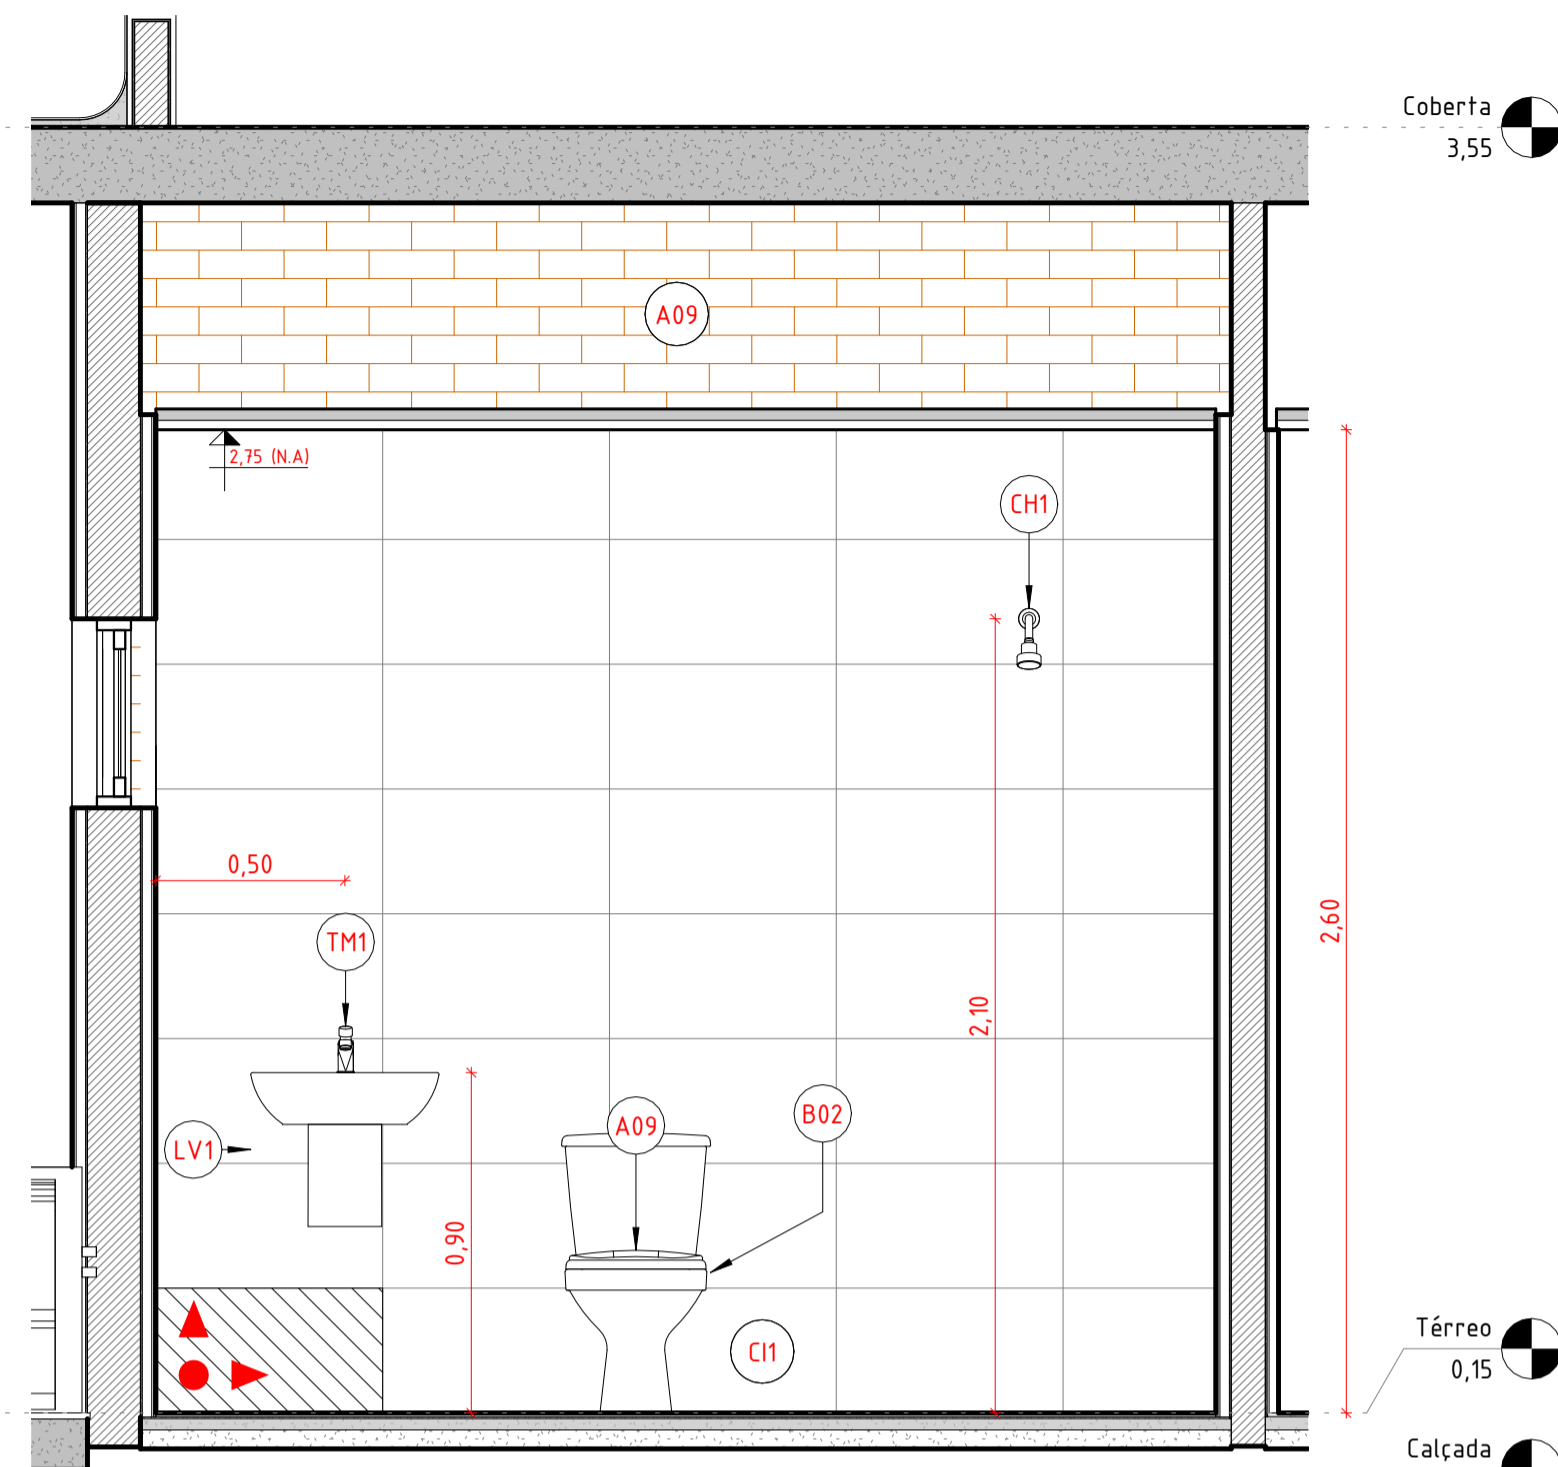 Coberta
3,55
A09
2,75 (N.A)
CH1
0,50
2,60
TM1
2,10
B02
A09
LV1
0,90
Térreo
0,15
CI1
Calçada